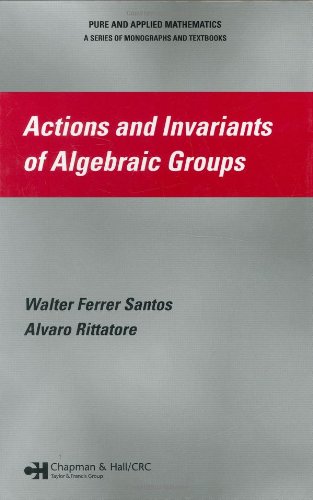 PURE AND APPLIED MATHEMATICS
A SERIES OF MONOGRAPHS AND TEXTBOOKS
Actions and Invariants
of Algebraic Groups
Walter Ferrer Santos
Alvaro Rittatore
CH
Chapman & Hall/CRC
Taylor & Francis Group